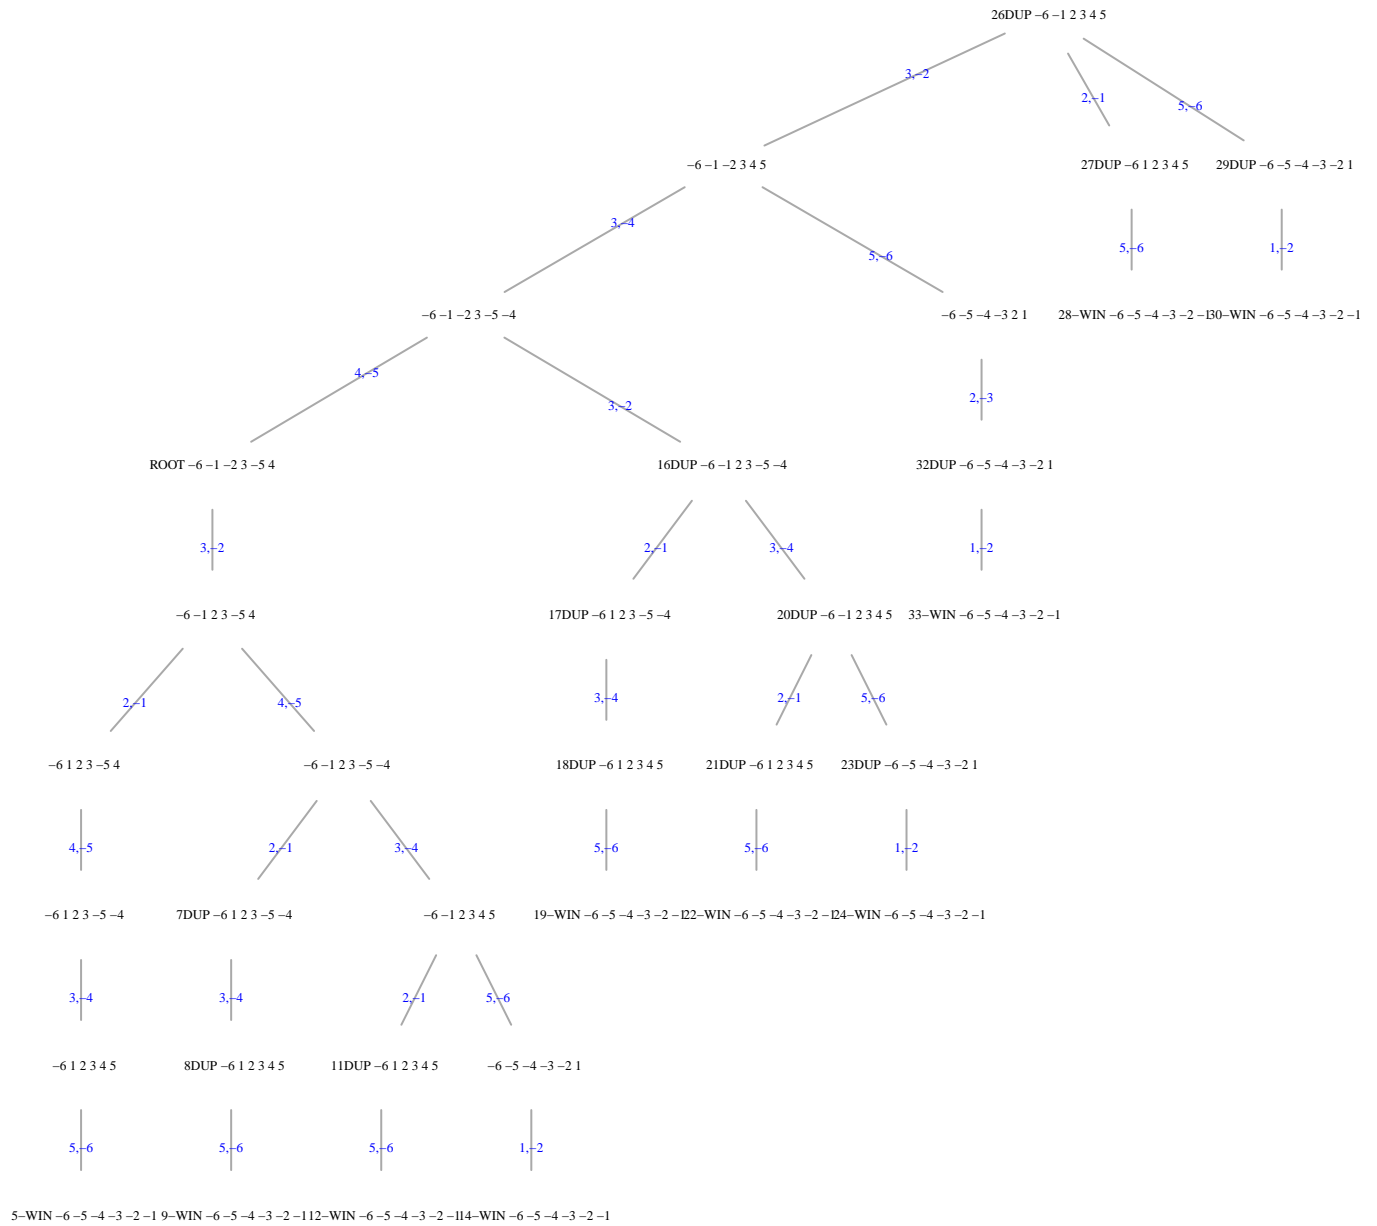 26DUP −6 −1 2 3 4 5
3,−2
2,−1
5,−6
−6 −1 −2 3 4 5
27DUP −6 1 2 3 4 5
29DUP −6 −5 −4 −3 −2 1
3,−4
5,−6
5,−6
1,−2
−6 −1 −2 3 −5 −4
−6 −5 −4 −3 2 1
28−WIN −6 −5 −4 −3 −2 −1
30−WIN −6 −5 −4 −3 −2 −1
4,−5
3,−2
2,−3
ROOT −6 −1 −2 3 −5 4
16DUP −6 −1 2 3 −5 −4
32DUP −6 −5 −4 −3 −2 1
3,−2
2,−1
3,−4
1,−2
−6 −1 2 3 −5 4
17DUP −6 1 2 3 −5 −4
20DUP −6 −1 2 3 4 5
33−WIN −6 −5 −4 −3 −2 −1
2,−1
4,−5
3,−4
2,−1
5,−6
−6 1 2 3 −5 4
−6 −1 2 3 −5 −4
18DUP −6 1 2 3 4 5
21DUP −6 1 2 3 4 5
23DUP −6 −5 −4 −3 −2 1
4,−5
2,−1
3,−4
5,−6
5,−6
1,−2
−6 1 2 3 −5 −4
7DUP −6 1 2 3 −5 −4
−6 −1 2 3 4 5
19−WIN −6 −5 −4 −3 −2 −1
22−WIN −6 −5 −4 −3 −2 −1
24−WIN −6 −5 −4 −3 −2 −1
3,−4
3,−4
2,−1
5,−6
−6 1 2 3 4 5
8DUP −6 1 2 3 4 5
11DUP −6 1 2 3 4 5
−6 −5 −4 −3 −2 1
5,−6
5,−6
5,−6
1,−2
5−WIN −6 −5 −4 −3 −2 −1
9−WIN −6 −5 −4 −3 −2 −1
12−WIN −6 −5 −4 −3 −2 −1
14−WIN −6 −5 −4 −3 −2 −1